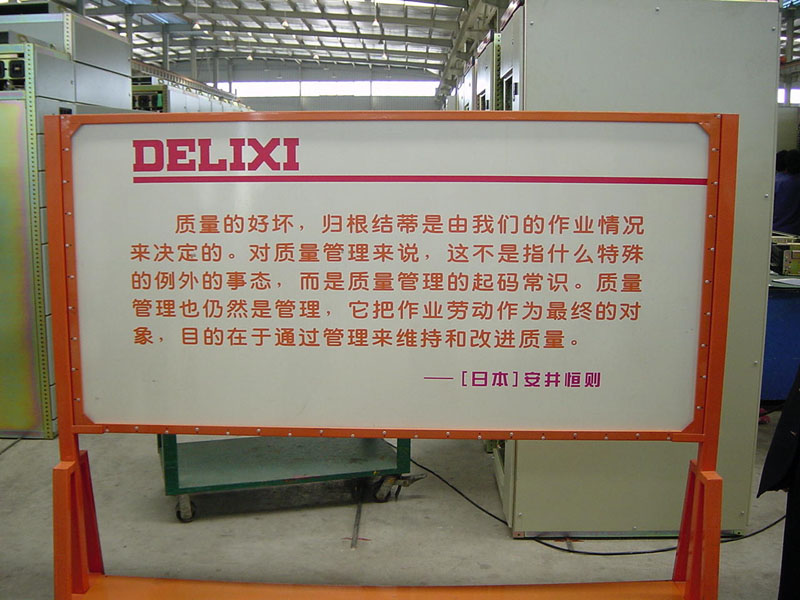 DELIXI
质量的好坏，归根结蒂是由我们的作业情况
来决定的。对质量管理来说，这不是指什么特殊
的例外的事态，而是质量管理的起码常识。质量
管理也仍然是管理，它把作业劳动作为最终的对
象，目的在于通过管理来维持和改进质量。
——[日本]安井恒则